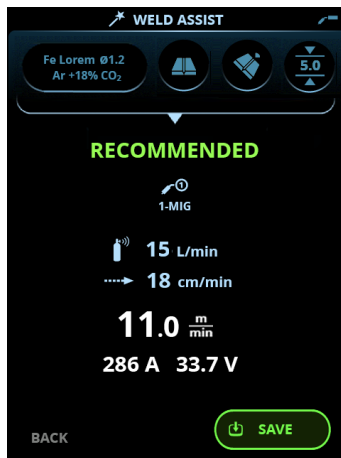 WELD ASSIST
Fe Lorem ø1.2
Ar +18% CO₂
5.0
RECOMMENDED
1
1-MIG
15 L/min
18 cm/min
11.0 m/min
286 A 33.7 V
BACK
SAVE